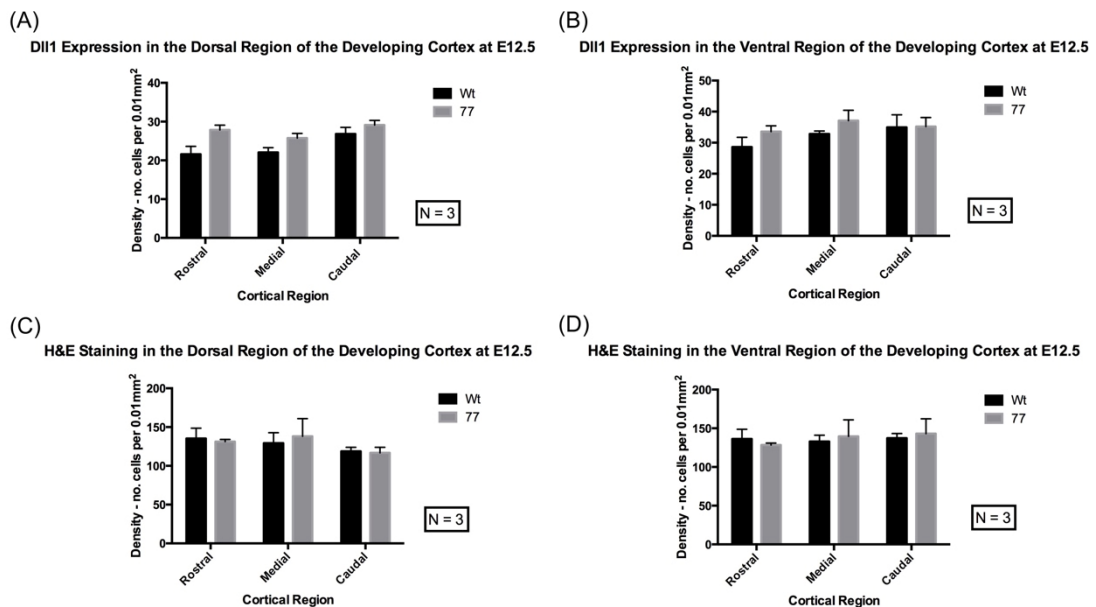 (A)
Dll1 Expression in the Dorsal Region of the Developing Cortex at E12.5
Density - no. cells per 0.01mm²
40
30
20
10
0
Rostral
Medial
Caudal
Cortical Region
Wt
77
N = 3
(B)
Dll1 Expression in the Ventral Region of the Developing Cortex at E12.5
Density - no. cells per 0.01mm²
50
40
30
20
10
0
Rostral
Medial
Caudal
Cortical Region
Wt
77
N = 3
(C)
H&E Staining in the Dorsal Region of the Developing Cortex at E12.5
Density - no. cells per 0.01mm²
200
150
100
50
0
Rostral
Medial
Caudal
Cortical Region
Wt
77
N = 3
(D)
H&E Staining in the Ventral Region of the Developing Cortex at E12.5
Density - no. cells per 0.01mm²
200
150
100
50
0
Rostral
Medial
Caudal
Cortical Region
Wt
77
N = 3